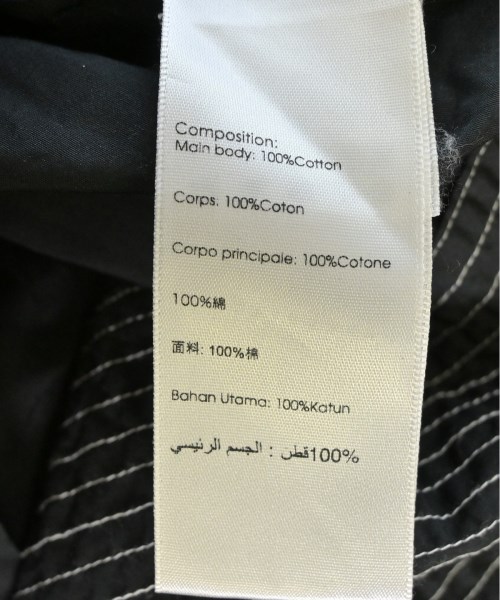 Composition:
Main body: 100%Cotton
Corps: 100%Coton
Corpo principale: 100%Cotone
100%綿
面料: 100%棉
Bahan Utama: 100%Katun
الجسم الرئيسي : قطن100%